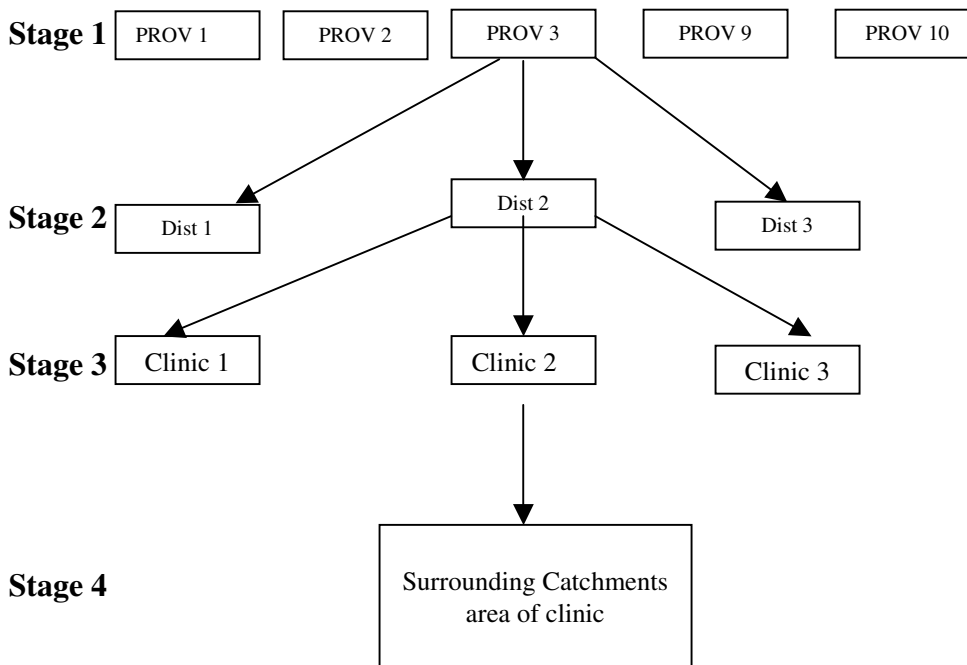 Stage 1
PROV 1
PROV 2
PROV 3
PROV 9
PROV 10
Stage 2
Dist 1
Dist 2
Dist 3
Stage 3
Clinic 1
Clinic 2
Clinic 3
Stage 4
Surrounding Catchments
area of clinic